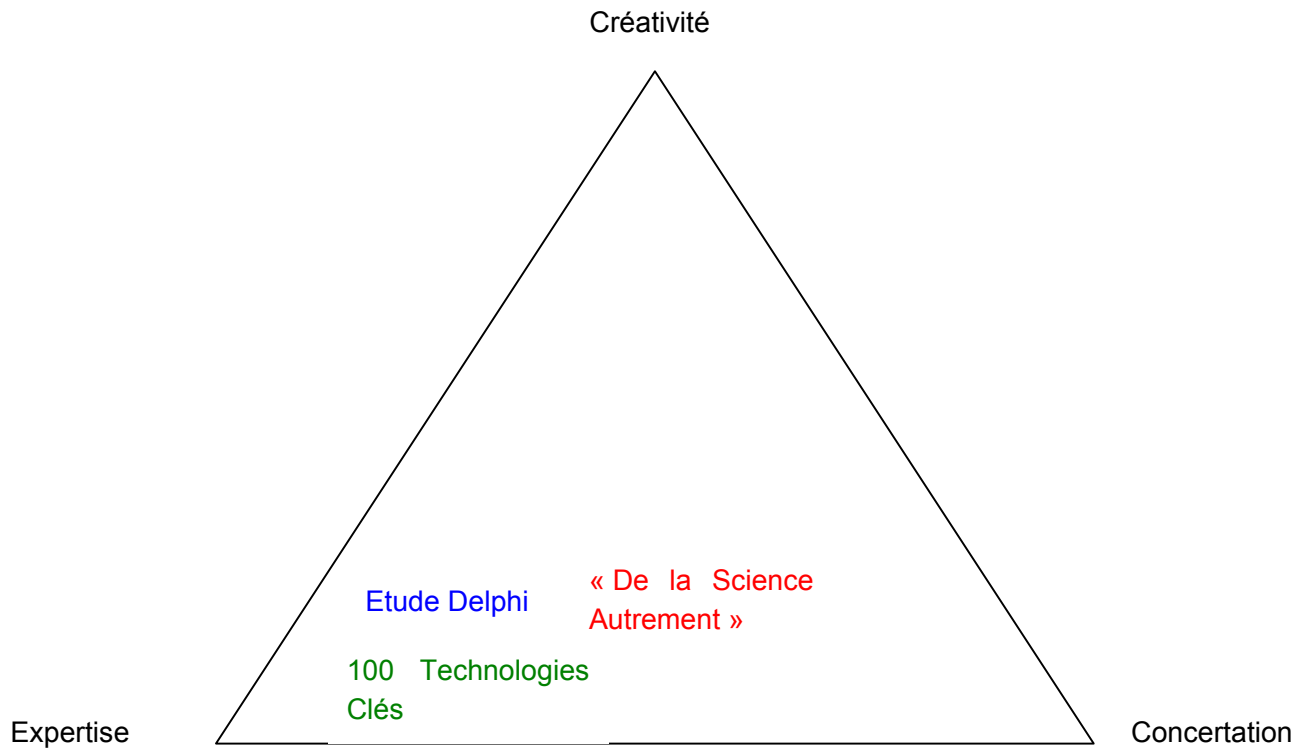 Créativité
« De la Science
Autrement »
Etude Delphi
100 Technologies
Clés
Expertise
Concertation